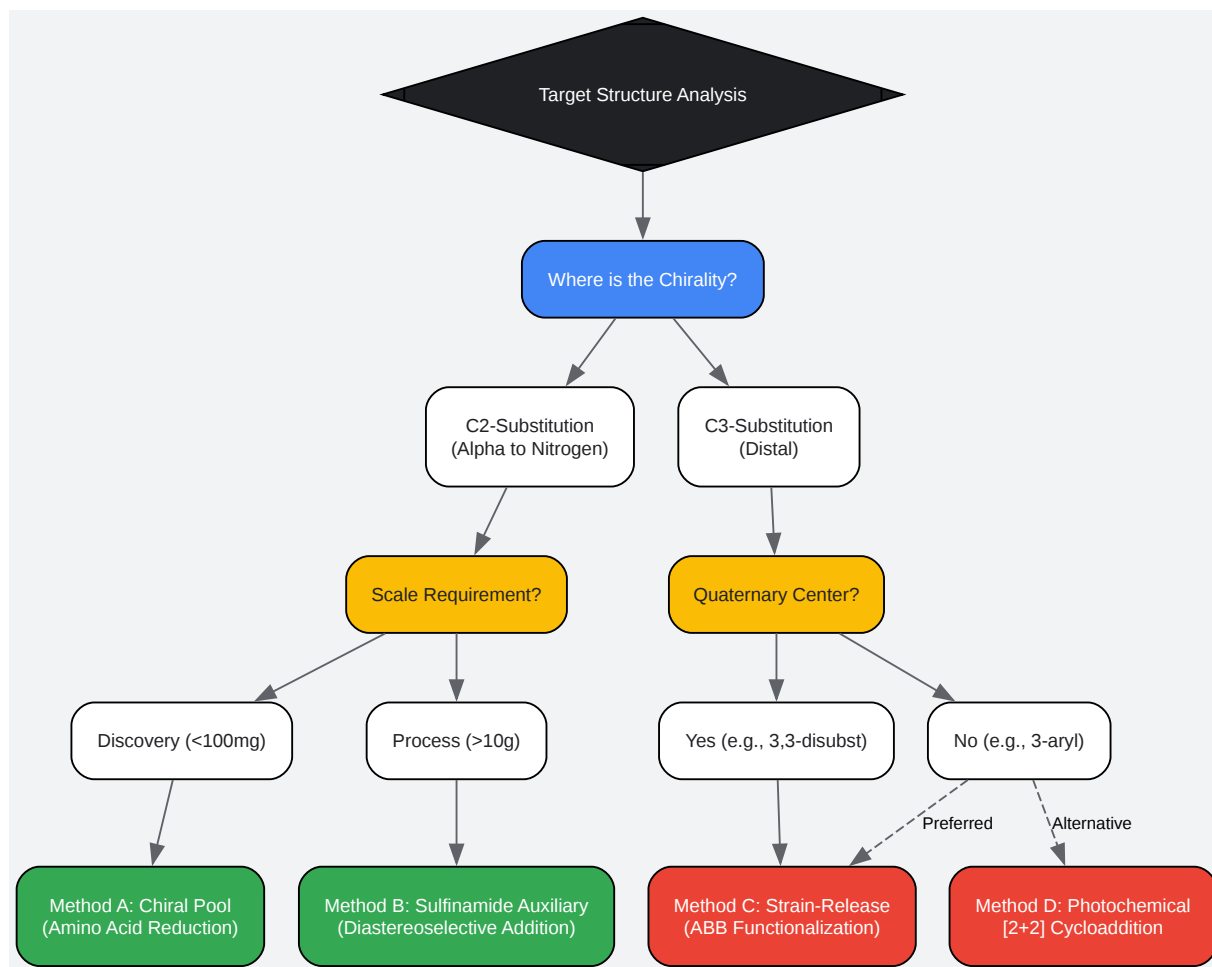 Target Structure Analysis
Where is the Chirality?
C2-Substitution
(Alpha to Nitrogen)
C3-Substitution
(Distal)
Scale Requirement?
Quaternary Center?
Discovery (<100mg)
Process (>10g)
Yes (e.g., 3,3-disubst)
No (e.g., 3-aryl)
Preferred
Alternative
Method A: Chiral Pool
(Amino Acid Reduction)
Method B: Sulfinamide Auxiliary
(Diastereoselective Addition)
Method C: Strain-Release
(ABB Functionalization)
Method D: Photochemical
[2+2] Cycloaddition